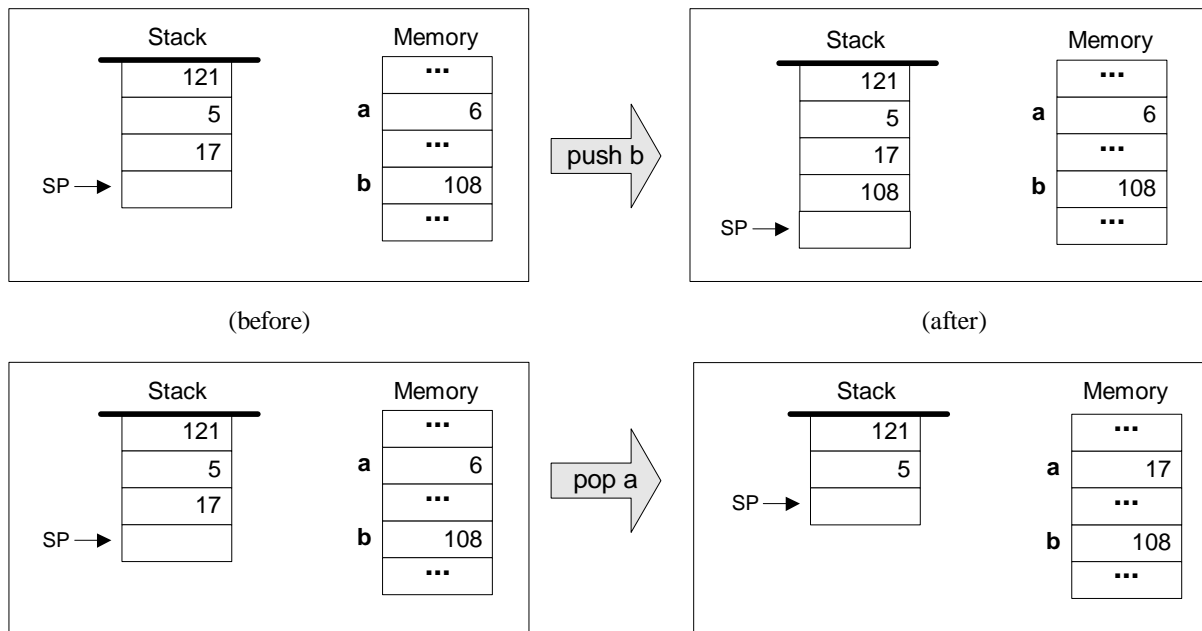 Stack Memory
121 ...
a 6
5
17 ...
SP b 108
...
push b
Stack Memory
121 ...
5 a 6
17 ...
108 b 108
SP ...
(before) (after)
Stack Memory
121 ...
5 a 6
17 ...
SP b 108
...
pop a
Stack Memory
121 ...
5 a 17
SP ...
b 108
...